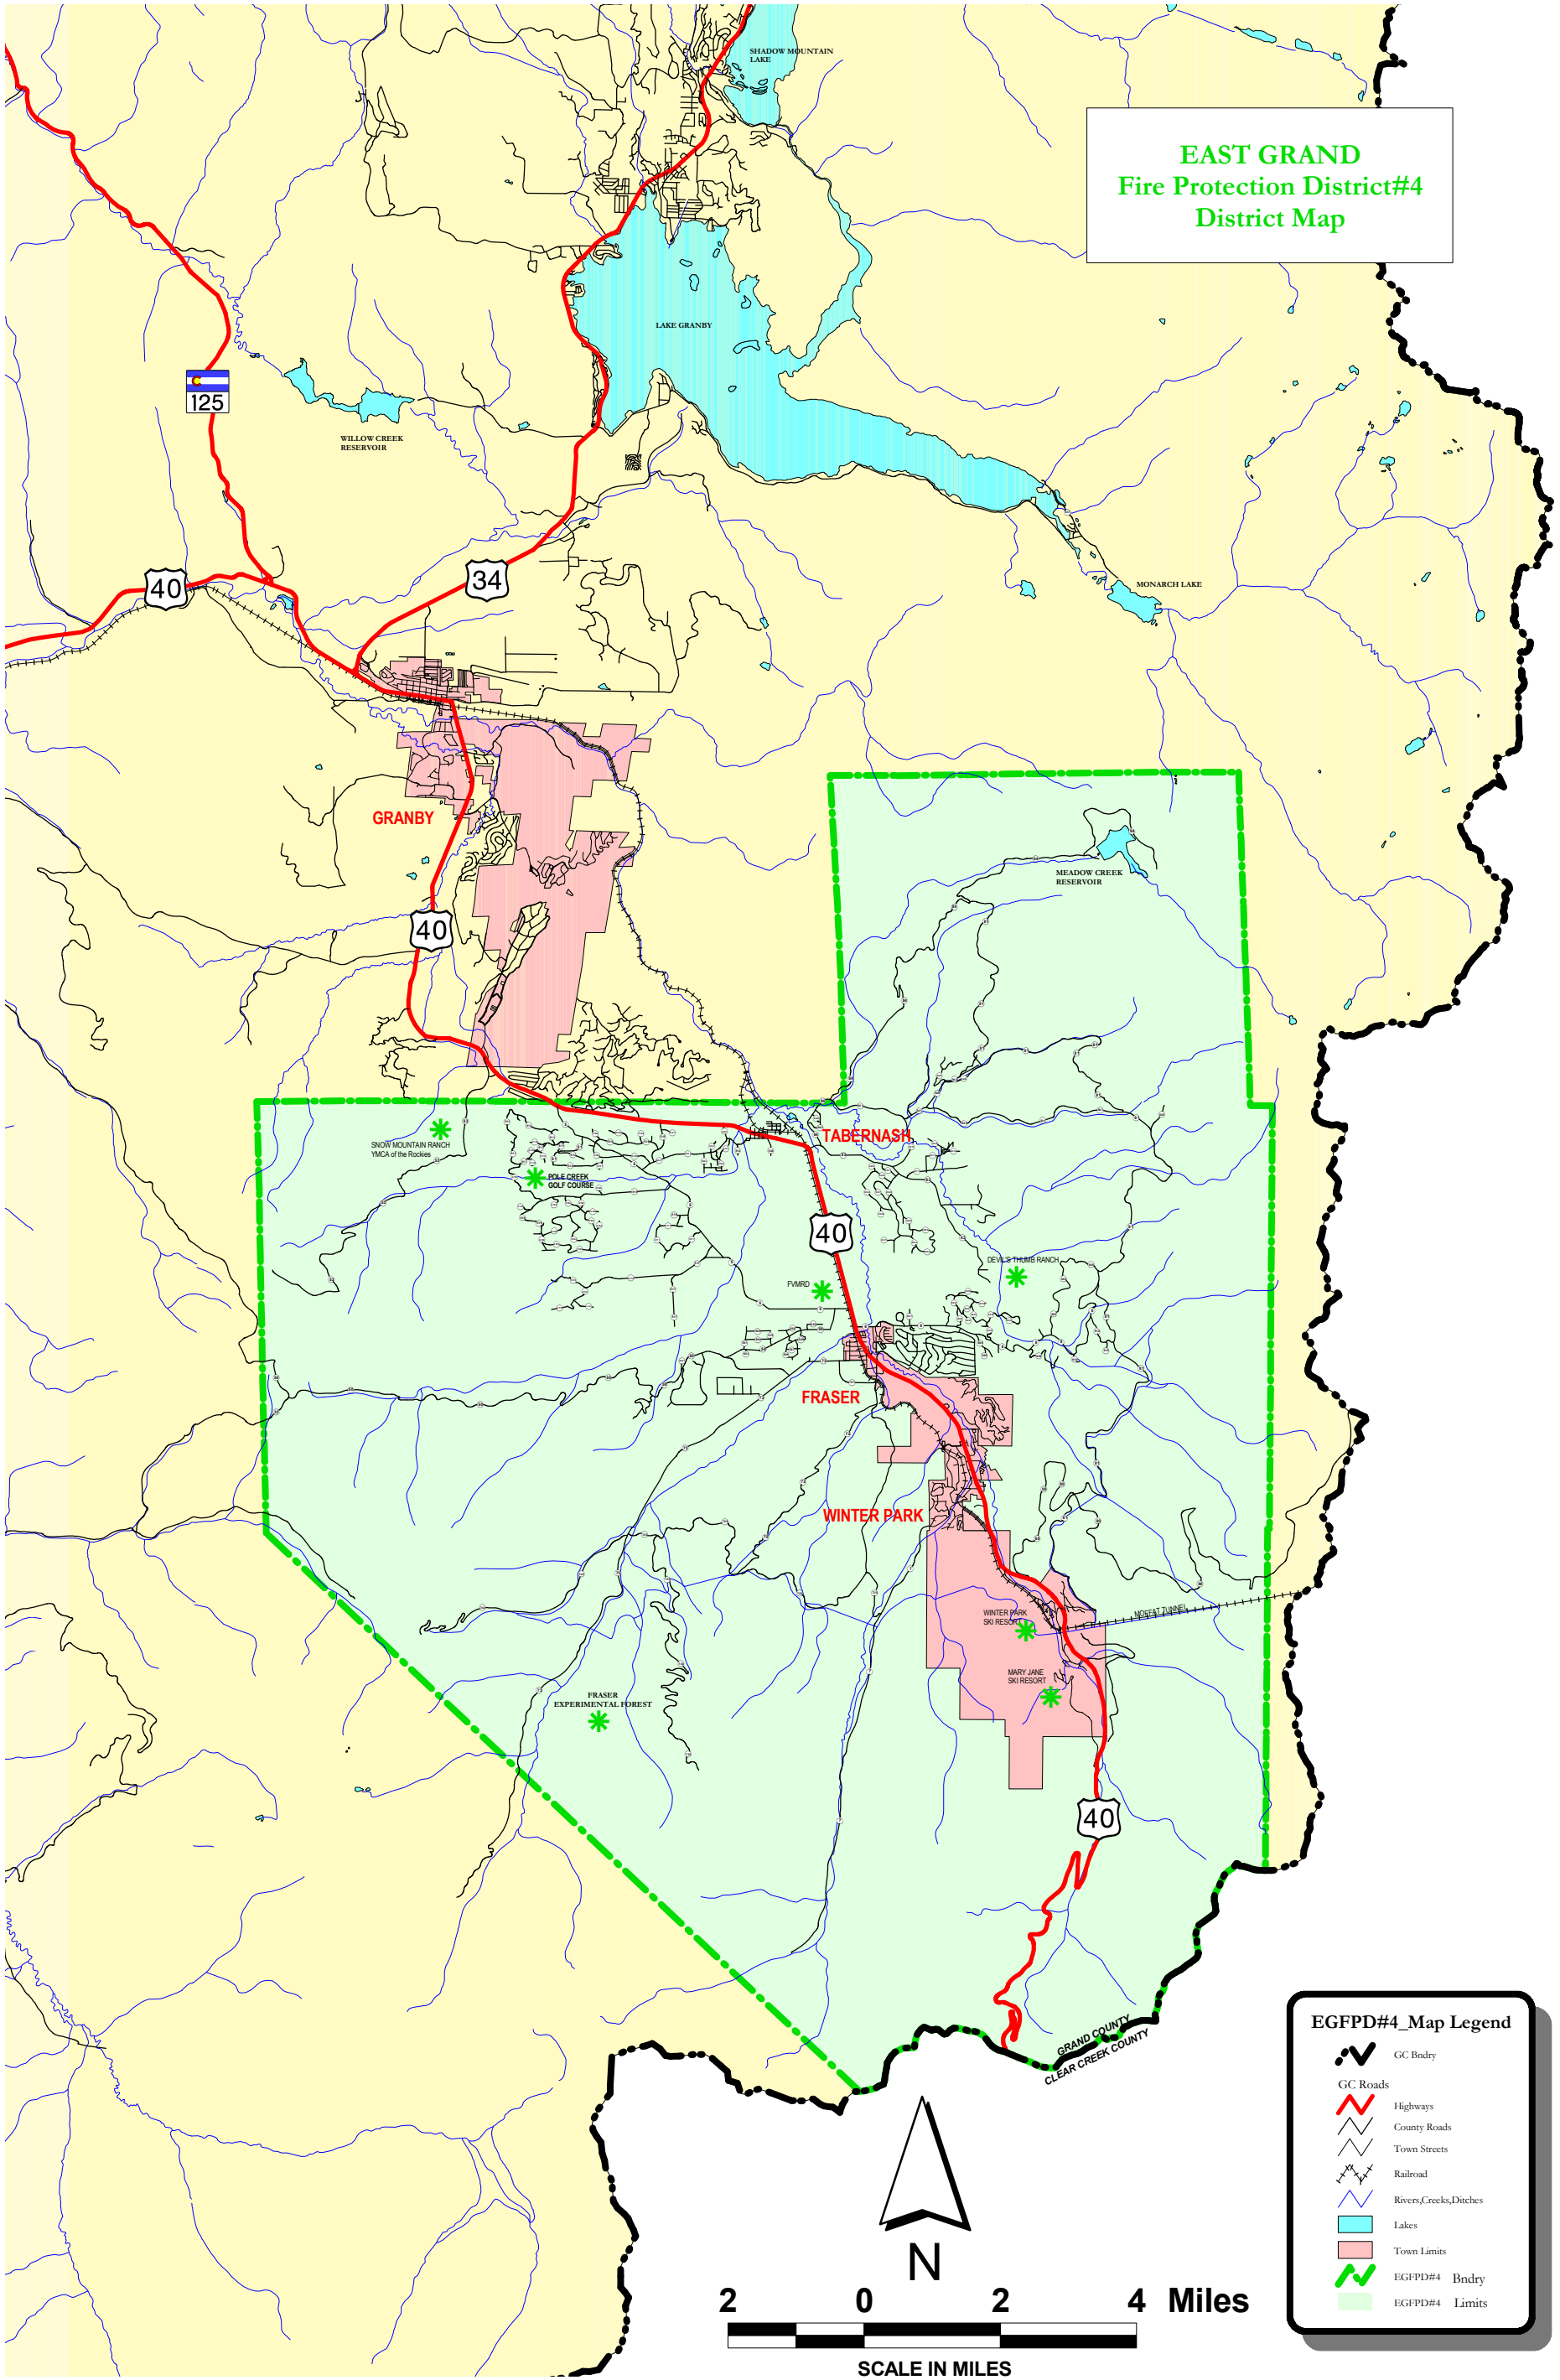 SHADOW MOUNTAIN
LAKE
EAST GRAND
Fire Protection District#4
District Map
LAKE GRANBY
125
WILLOW CREEK
RESERVOIR
40
34
MONARCH LAKE
GRANBY
MEADOW CREEK
RESERVOIR
40
TABERNASH
SNOW MOUNTAIN RANCH
YMCA of the Rockies
POLE CREEK
GOLF COURSE
40
DEVIL'S THUMB RANCH
FVMRD
FRASER
WINTER PARK
WINTER PARK
SKI RESORT
MOFFAT TUNNEL
MARY JANE
SKI RESORT
FRASER
EXPERIMENTAL FOREST
40
GRAND COUNTY
CLEAR CREEK COUNTY
EGFPD#4_Map Legend
GC Bndry
GC Roads
Highways
County Roads
Town Streets
Railroad
Rivers,Creeks,Ditches
Lakes
Town Limits
EGFPD#4 Bndry
EGFPD#4 Limits
N
2 0 2 4 Miles
SCALE IN MILES